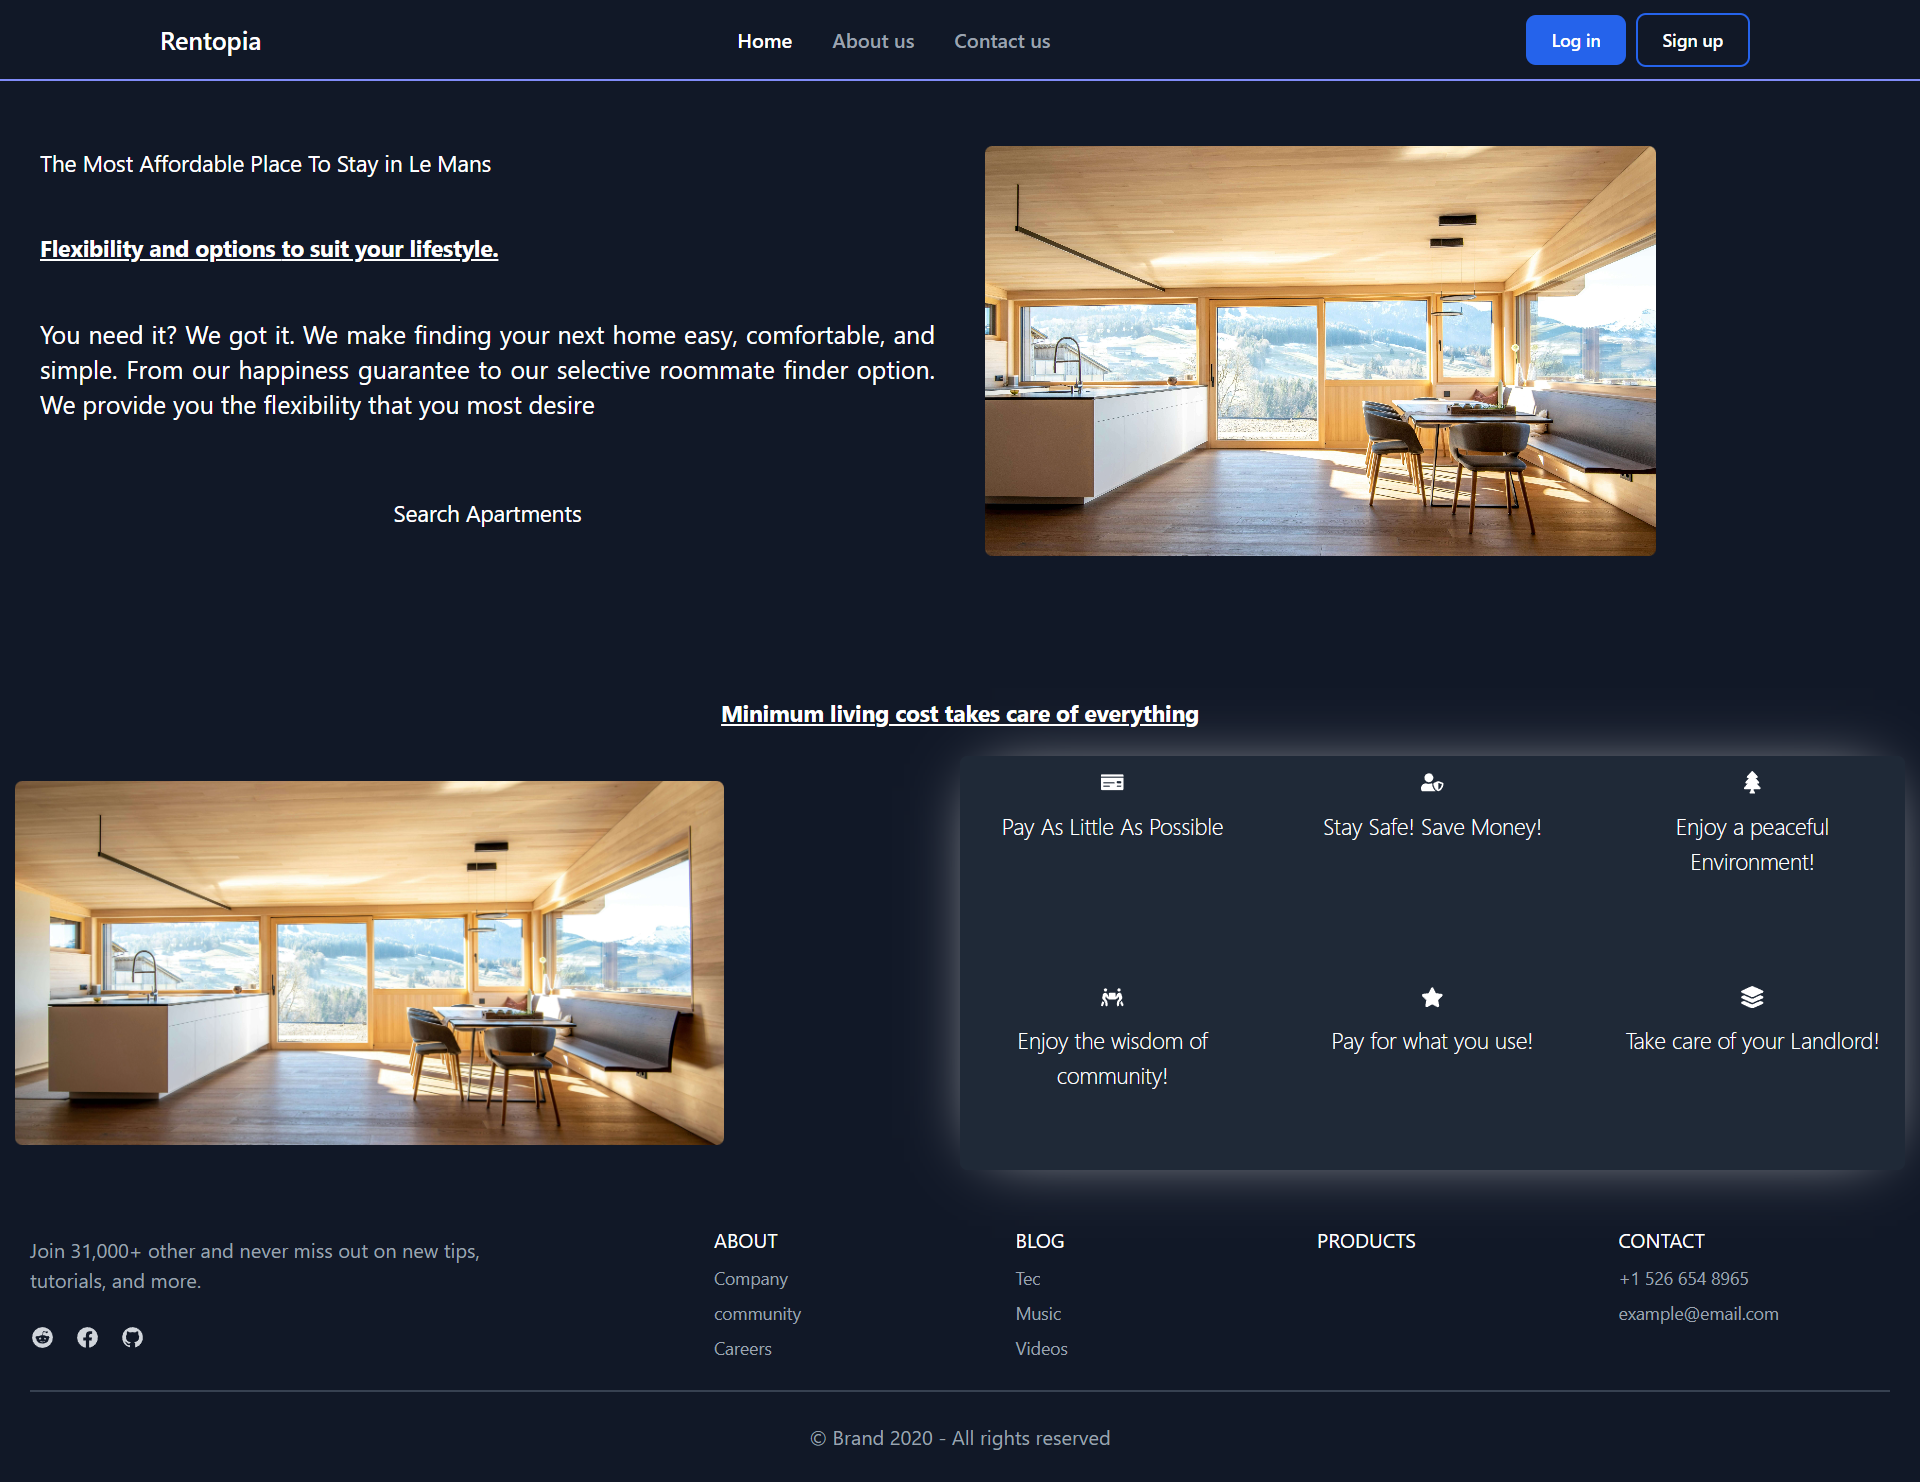 Rentopia
Home About us Contact us
Log in Sign up
The Most Affordable Place To Stay in Le Mans
Flexibility and options to suit your lifestyle.
You need it? We got it. We make finding your next home easy, comfortable, and
simple. From our happiness guarantee to our selective roommate finder option.
We provide you the flexibility that you most desire
Search Apartments
Minimum living cost takes care of everything
Pay As Little As Possible
Stay Safe! Save Money!
Enjoy a peaceful
Environment!
Enjoy the wisdom of
community!
Pay for what you use!
Take care of your Landlord!
Join 31,000+ other and never miss out on new tips,
tutorials, and more.
ABOUT
Company
community
Careers
BLOG
Tec
Music
Videos
PRODUCTS
CONTACT
+1 526 654 8965
example@email.com
© Brand 2020 - All rights reserved